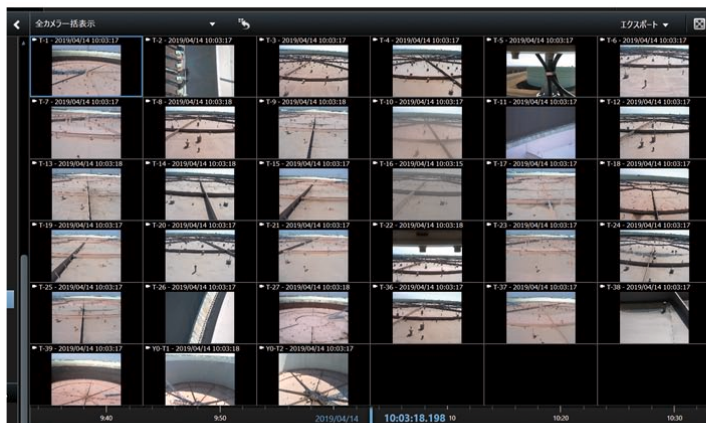 全カメラ一括表示
エクスポート
T-1 - 2019/04/14 10:03:17
T-2 - 2019/04/14 10:03:17
T-3 - 2019/04/14 10:03:17
T-4 - 2019/04/14 10:03:17
T-5 - 2019/04/14 10:03:17
T-6 - 2019/04/14 10:03:17
T-7 - 2019/04/14 10:03:17
T-8 - 2019/04/14 10:03:18
T-9 - 2019/04/14 10:03:18
T-10 - 2019/04/14 10:03:17
T-11 - 2019/04/14 10:03:17
T-12 - 2019/04/14 10:03:17
T-13 - 2019/04/14 10:03:18
T-14 - 2019/04/14 10:03:18
T-15 - 2019/04/14 10:03:17
T-16 - 2019/04/14 10:03:15
T-17 - 2019/04/14 10:03:17
T-18 - 2019/04/14 10:03:17
T-19 - 2019/04/14 10:03:17
T-20 - 2019/04/14 10:03:17
T-21 - 2019/04/14 10:03:17
T-22 - 2019/04/14 10:03:18
T-23 - 2019/04/14 10:03:17
T-24 - 2019/04/14 10:03:17
T-25 - 2019/04/14 10:03:17
T-26 - 2019/04/14 10:03:17
T-27 - 2019/04/14 10:03:18
T-36 - 2019/04/14 10:03:17
T-37 - 2019/04/14 10:03:17
T-38 - 2019/04/14 10:03:17
T-39 - 2019/04/14 10:03:17
Y0-T1 - 2019/04/14 10:03:18
Y0-T2 - 2019/04/14 10:03:17
9:40
9:50
2019/04/14
10:03:18.198
10
10:20
10:30